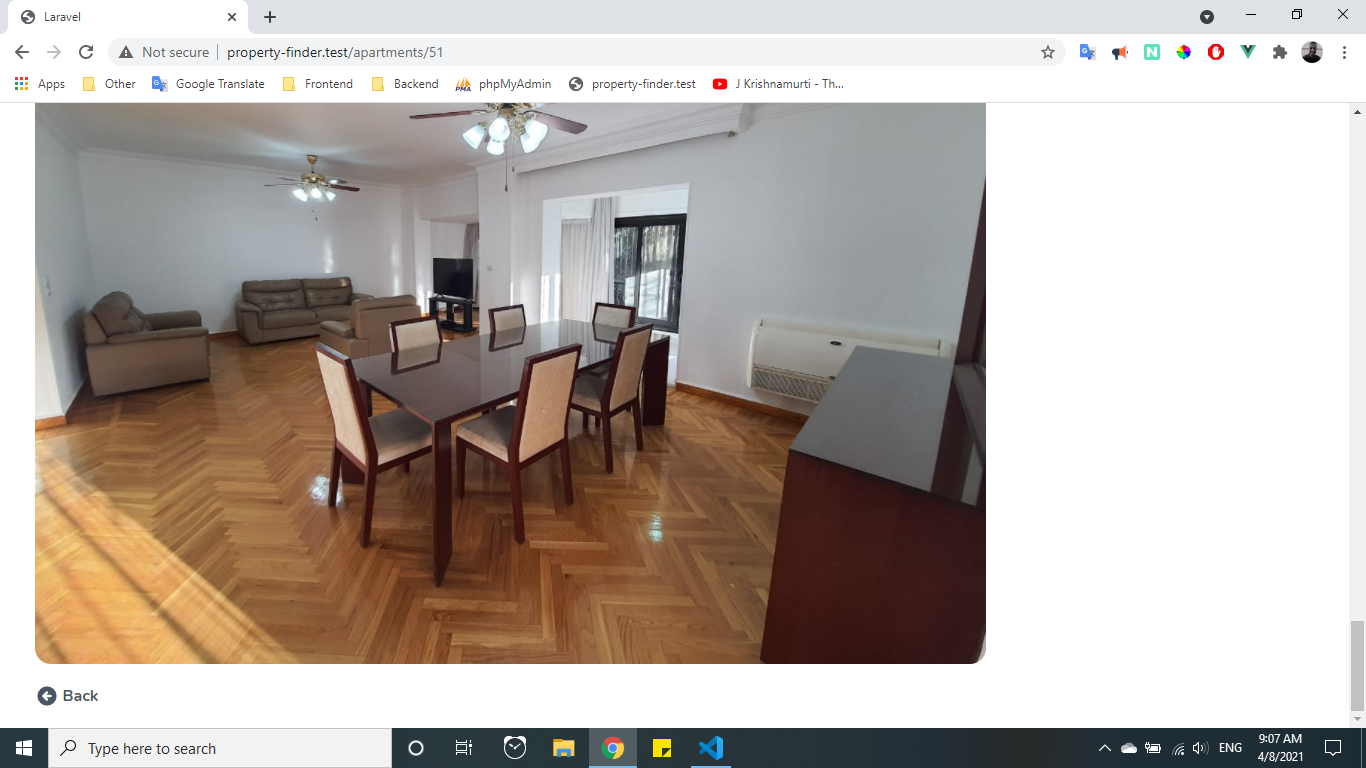 Laravel
Not secure
property-finder.test/apartments/51
Apps
Other
Google Translate
Frontend
Backend
phpMyAdmin
property-finder.test
J Krishnamurti - Th...
Back
Type here to search
ENG
9:07 AM
4/8/2021